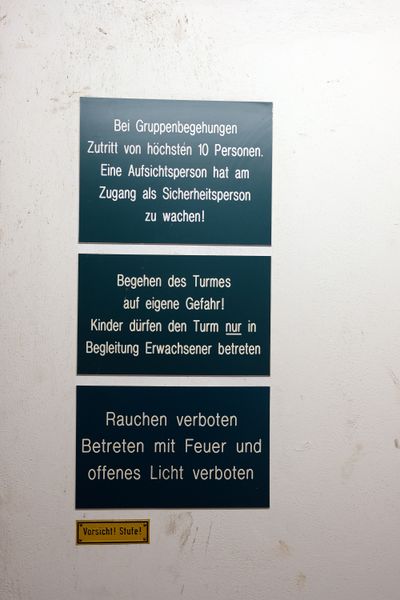 Bei Gruppenbegehungen
Zutritt von höchsten 10 Personen.
Eine Aufsichtsperson hat am
Zugang als Sicherheitsperson
zu wachen!
Begehen des Turmes
auf eigene Gefahr!
Kinder dürfen den Turm nur in
Begleitung Erwachsener betreten
Rauchen verboten
Betreten mit Feuer und
offenes Licht verboten
Vorsicht! Stufe!